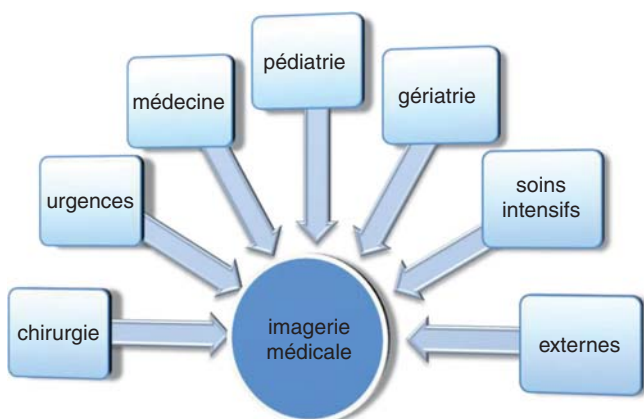 pédiatrie
médecine
gériatrie
urgences
soins
intensifs
chirurgie
imagerie
médicale
externes